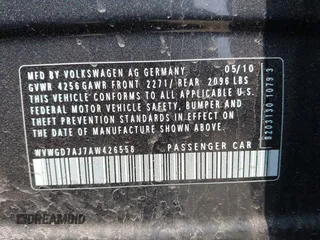 MFD BY VOLKSWAGEN AG GERMANY 05/10
GVWR 4256 GAWR FRONT 2271/ REAR 2096 LBS
THIS VEHICLE CONFORMS TO ALL APPLICABLE U.S.
FEDERAL MOTOR VEHICLE SAFETY, BUMPER, AND
THEFT PREVENTION STANDARDS IN EFFECT ON THE
DATE OF MANUFACTURE SHOWN ABOVE.
WVWGD7AJ7AW426558 PASSENGER CAR
8203130 1079 3
DREAMBID